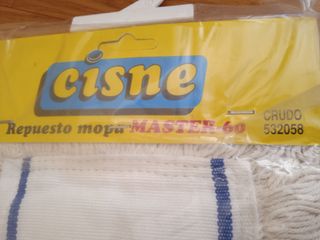 cisne
Repuesto mopa MASTER 60
CRUDO
532058